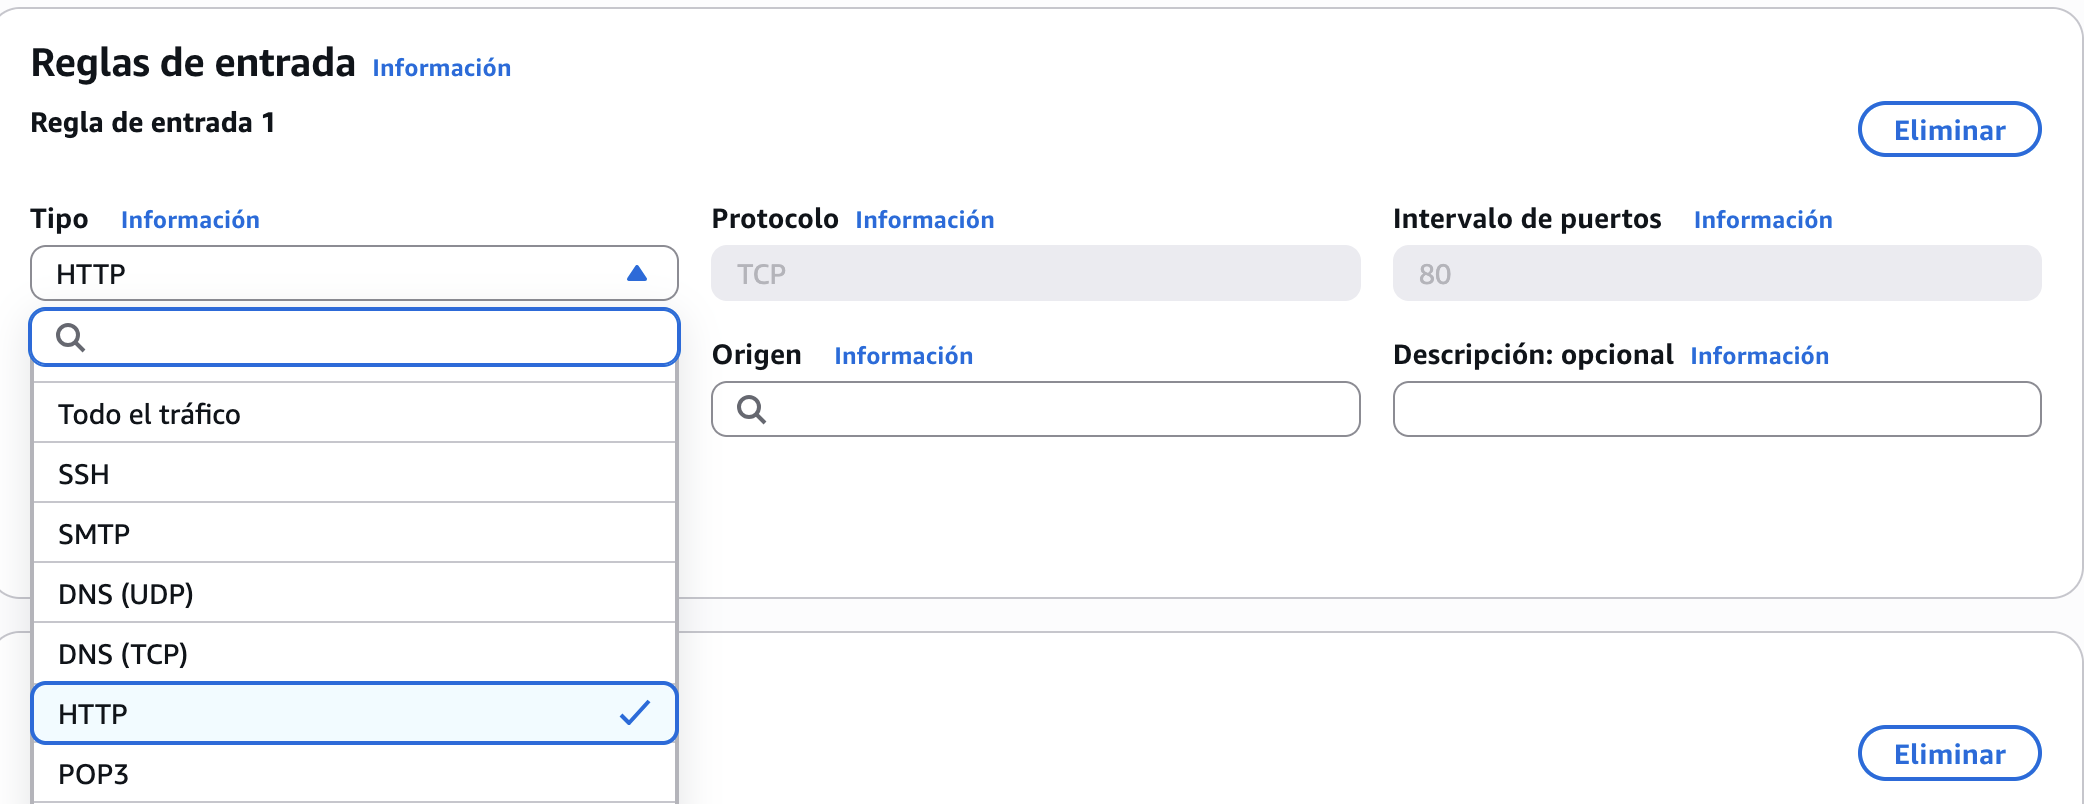 Reglas de entrada Información
Regla de entrada 1
Eliminar
Tipo Información
HTTP
Protocolo Información
TCP
Intervalo de puertos Información
80
Todo el tráfico
SSH
SMTP
DNS (UDP)
DNS (TCP)
HTTP
POP3
Origen Información
Descripción: opcional Información
Eliminar